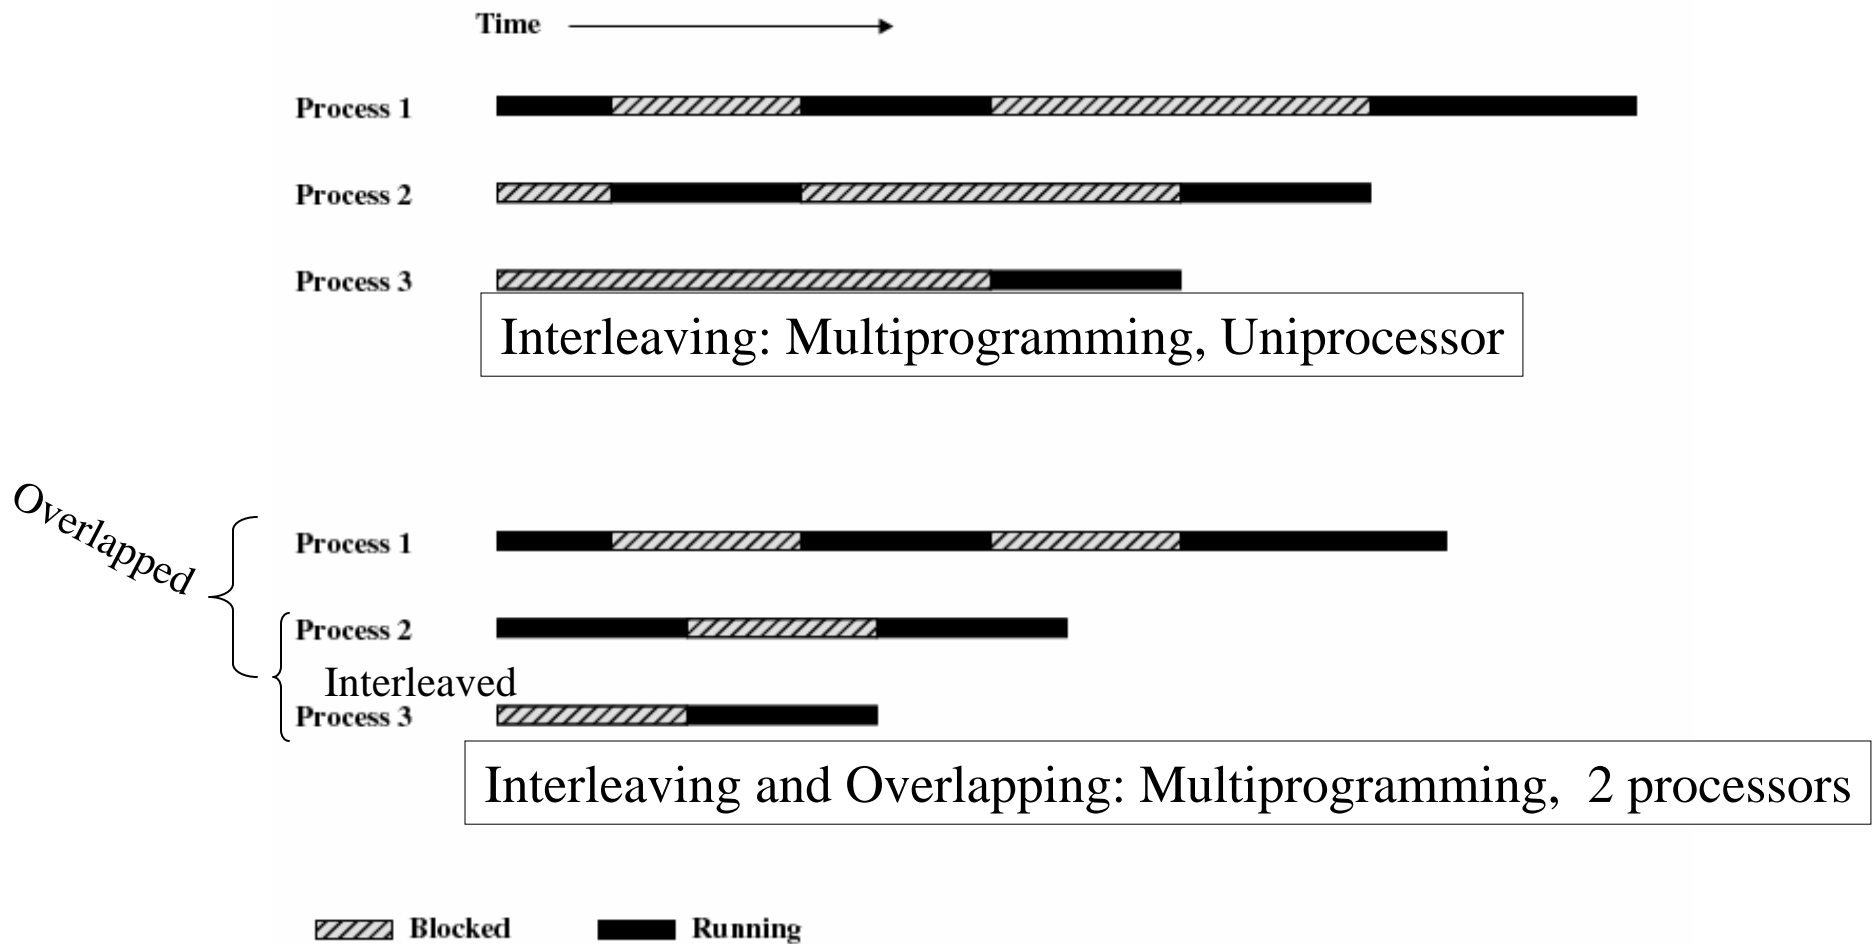 Time
Process 1
Process 2
Process 3
Interleaving: Multiprogramming, Uniprocessor
Overlapped
Process 1
Process 2
Interleaved
Process 3
Interleaving and Overlapping: Multiprogramming, 2 processors
Blocked
Running